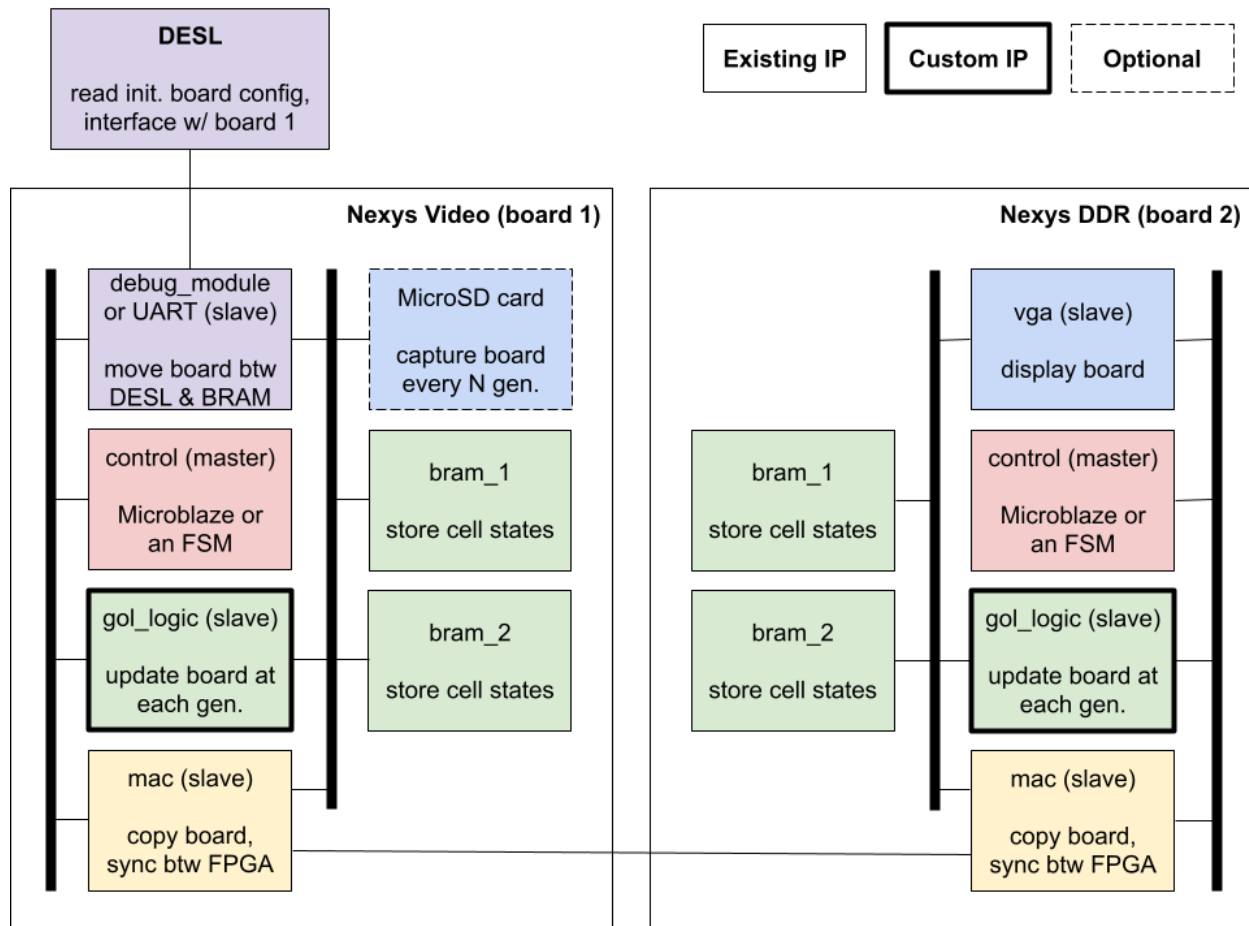 DESL
read init. board config,
interface w/ board 1
Existing IP
Custom IP
Optional
Nexys Video (board 1)
debug_module
or UART (slave)
move board btw
DESL & BRAM
MicroSD card
capture board
every N gen.
control (master)
Microblaze or
an FSM
bram_1
store cell states
gol_logic (slave)
update board at
each gen.
bram_2
store cell states
mac (slave)
copy board,
sync btw FPGA
Nexys DDR (board 2)
vga (slave)
display board
bram_1
store cell states
control (master)
Microblaze or
an FSM
bram_2
store cell states
gol_logic (slave)
update board at
each gen.
mac (slave)
copy board,
sync btw FPGA